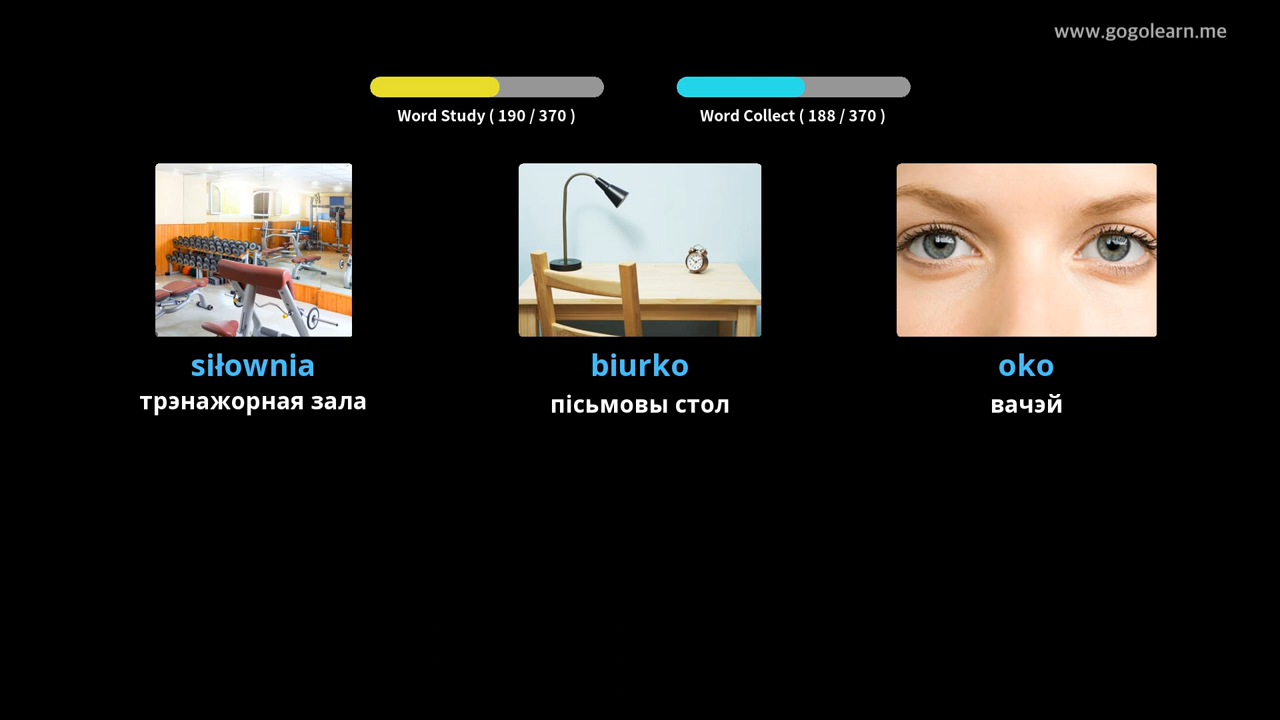 www.gogolearn.me
Word Study ( 190 / 370 )
Word Collect ( 188 / 370 )
siłownia
biurko
oko
трэнажорная зала
пісьмовы стол
вачэй